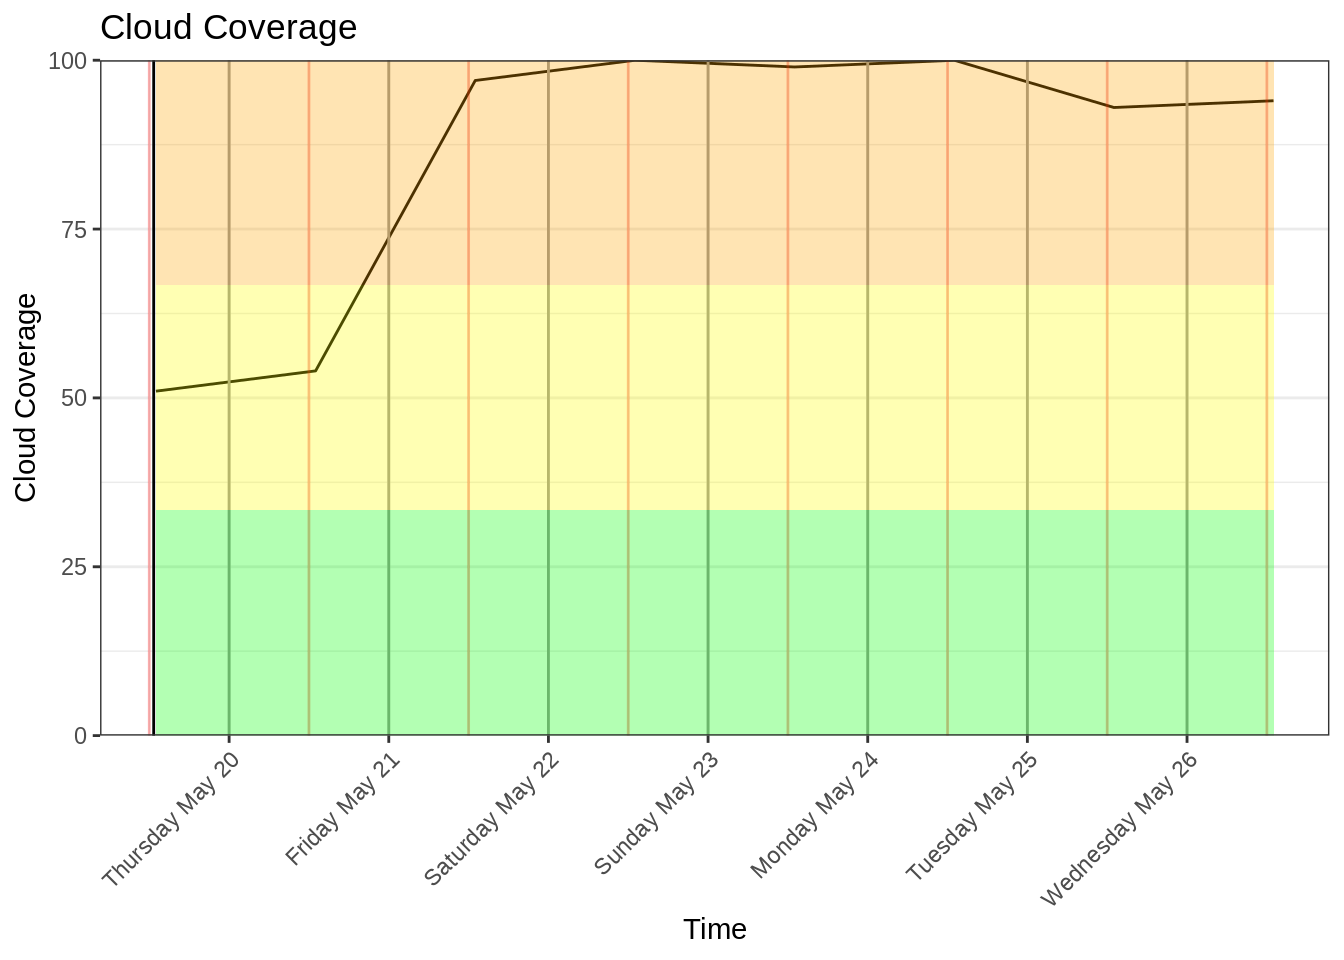 Cloud Coverage
100
75
50
25
0
Cloud Coverage
Thursday May 20
Friday May 21
Saturday May 22
Sunday May 23
Monday May 24
Tuesday May 25
Wednesday May 26
Time